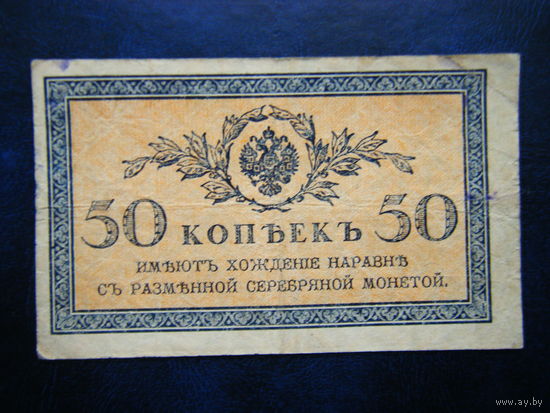 50 КОПѢЕКЪ 50
ИМѢЮТЪ ХОЖДЕНІЕ НАРАВНѢ
СЪ РАЗМѢННОЙ СЕРЕБРЯНОЙ МОНЕТОЙ.
www.ay.by